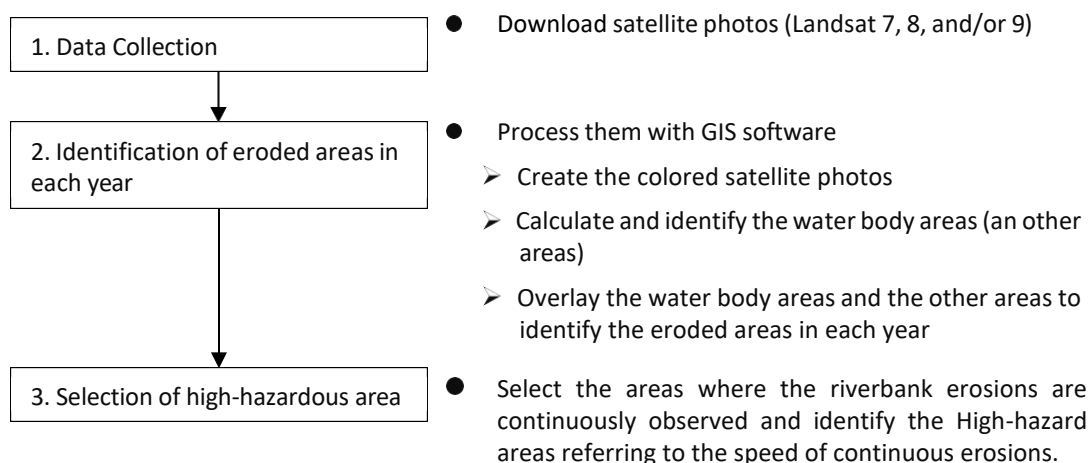 1. Data Collection
● Download satellite photos (Landsat 7, 8, and/or 9)
2. Identification of eroded areas in
each year
● Process them with GIS software
➢ Create the colored satellite photos
➢ Calculate and identify the water body areas (an other
areas)
➢ Overlay the water body areas and the other areas to
identify the eroded areas in each year
3. Selection of high-hazardous area
● Select the areas where the riverbank erosions are
continuously observed and identify the High-hazard
areas referring to the speed of continuous erosions.